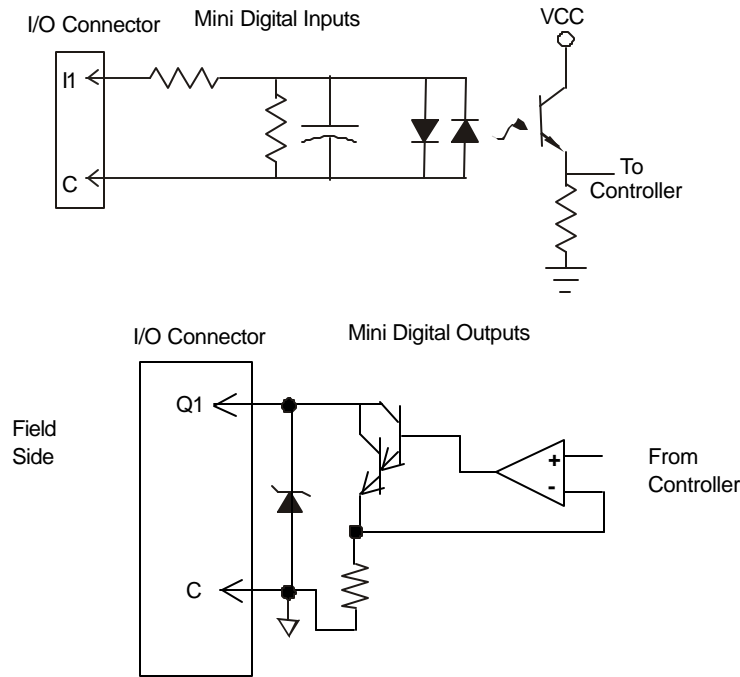 I/O Connector
Mini Digital Inputs
VCC
I1
C
To
Controller
I/O Connector
Mini Digital Outputs
Q1
Field
Side
+
-
From
Controller
C